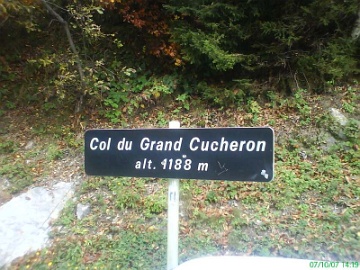 Col du Grand Cucheron
alt. 1188 m
07/10/07 14:19